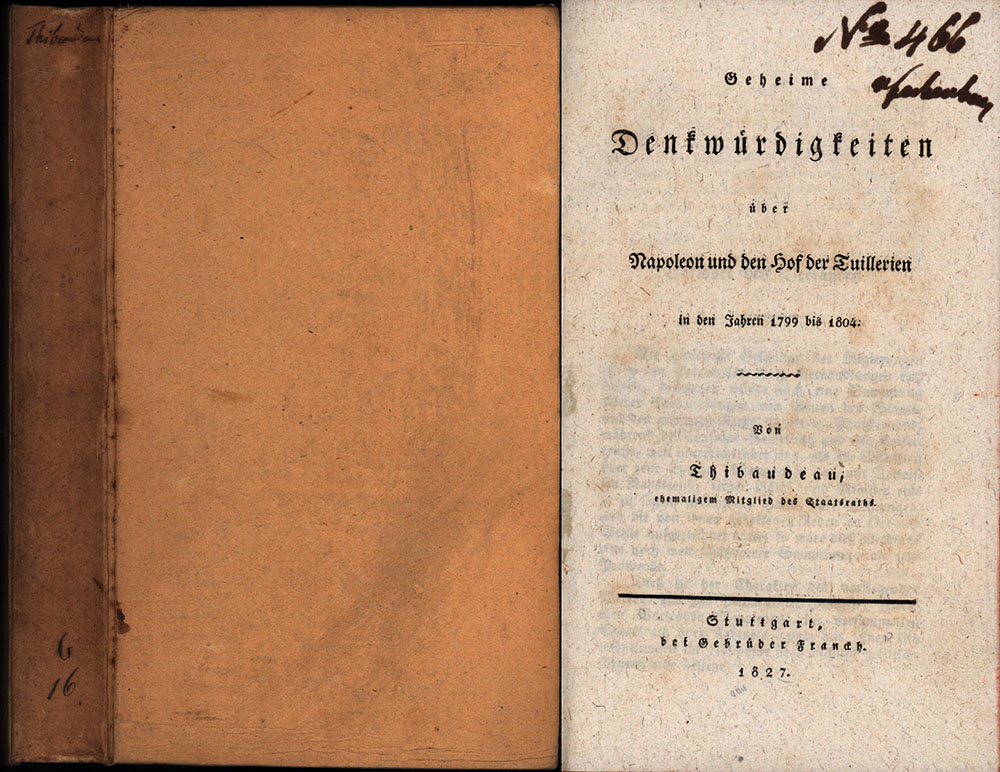 G
16
Nº 466
Geheime
Denkwürdigkeiten
über
Napoleon und den Hof der Tuillerien
in den Jahren 1799 bis 1804.
Von
Thibaudeau,
ehemaligem Mitglied des Staatsraths.
Stuttgart,
bei Gebrüder Franckh.
1827.